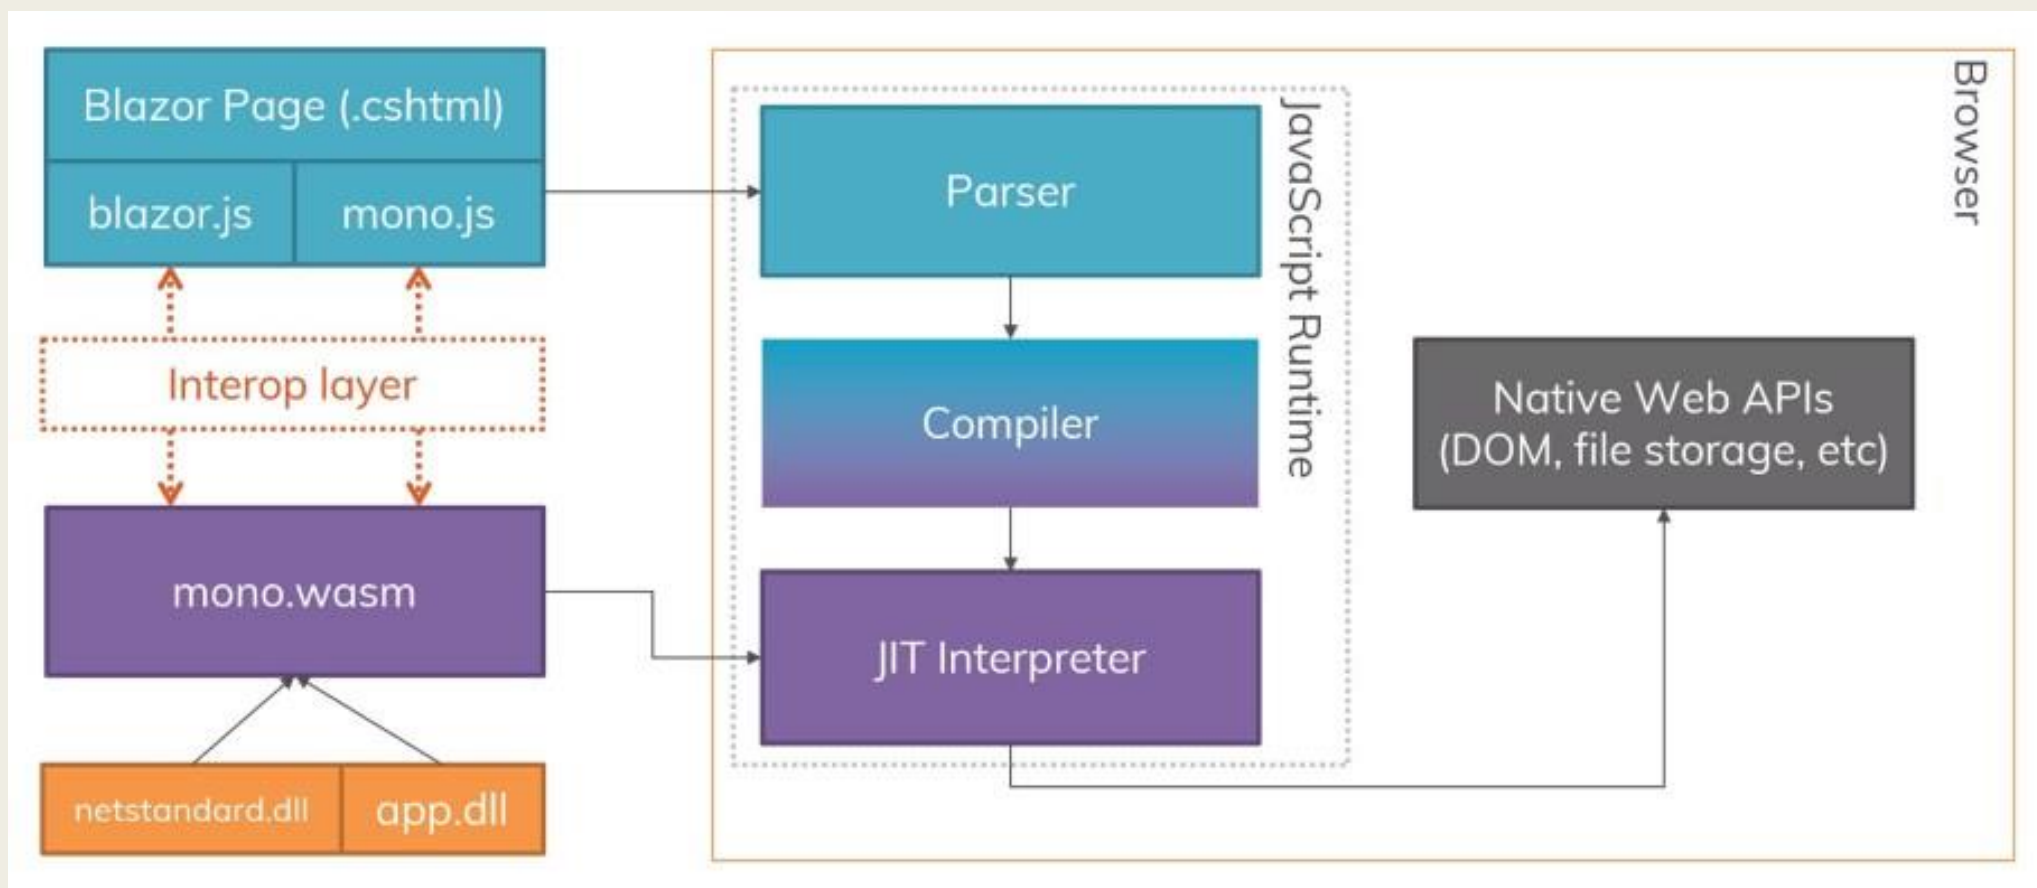 Blazor Page (.cshtml)
blazor.js
mono.js
Interop layer
mono.wasm
netstandard.dll
app.dll
Parser
Compiler
JIT Interpreter
JavaScript Runtime
Native Web APIs
(DOM, file storage, etc)
Browser